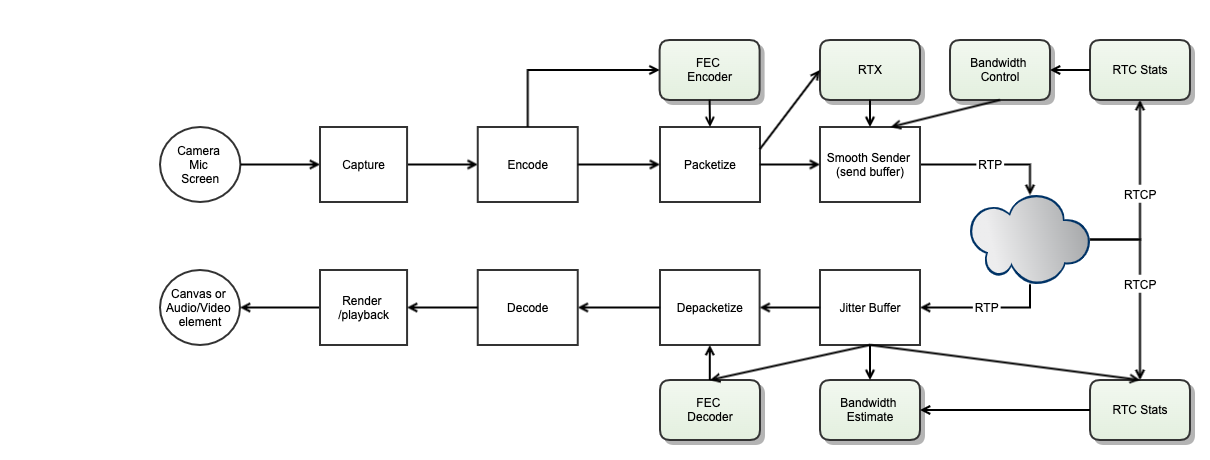 FEC
Encoder
RTX
Bandwidth
Control
RTC Stats
Camera
Mic
Screen
Capture
Encode
Packetize
Smooth Sender
(send buffer)
RTP
RTCP
RTCP
Canvas or
Audio/Video
element
Render
/playback
Decode
Depacketize
Jitter Buffer
RTP
FEC
Decoder
Bandwidth
Estimate
RTC Stats